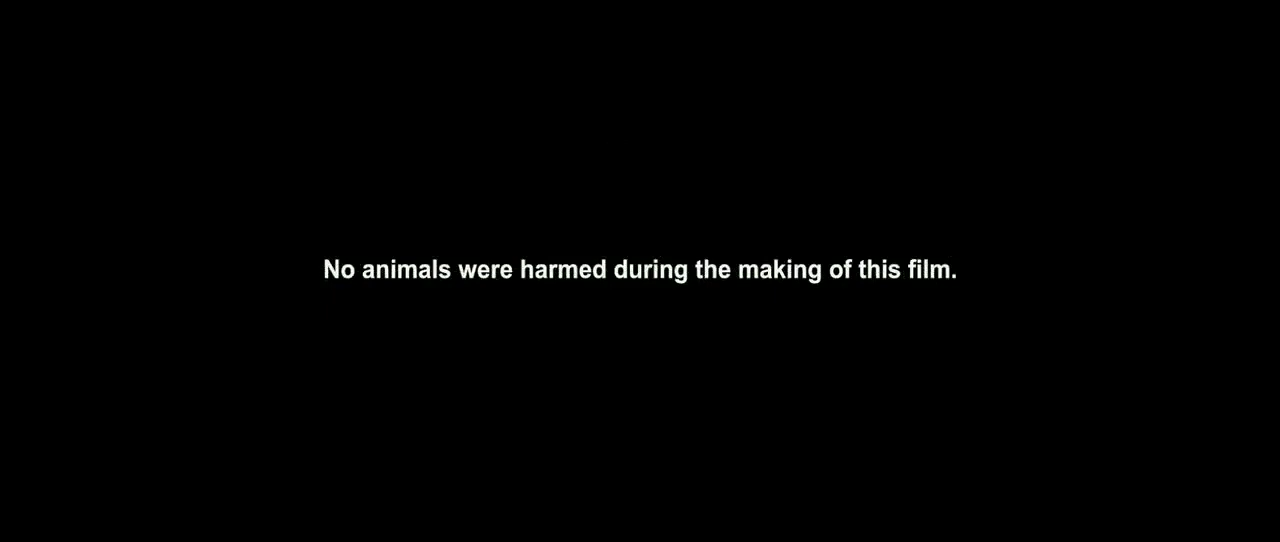 No animals were harmed during the making of this film.